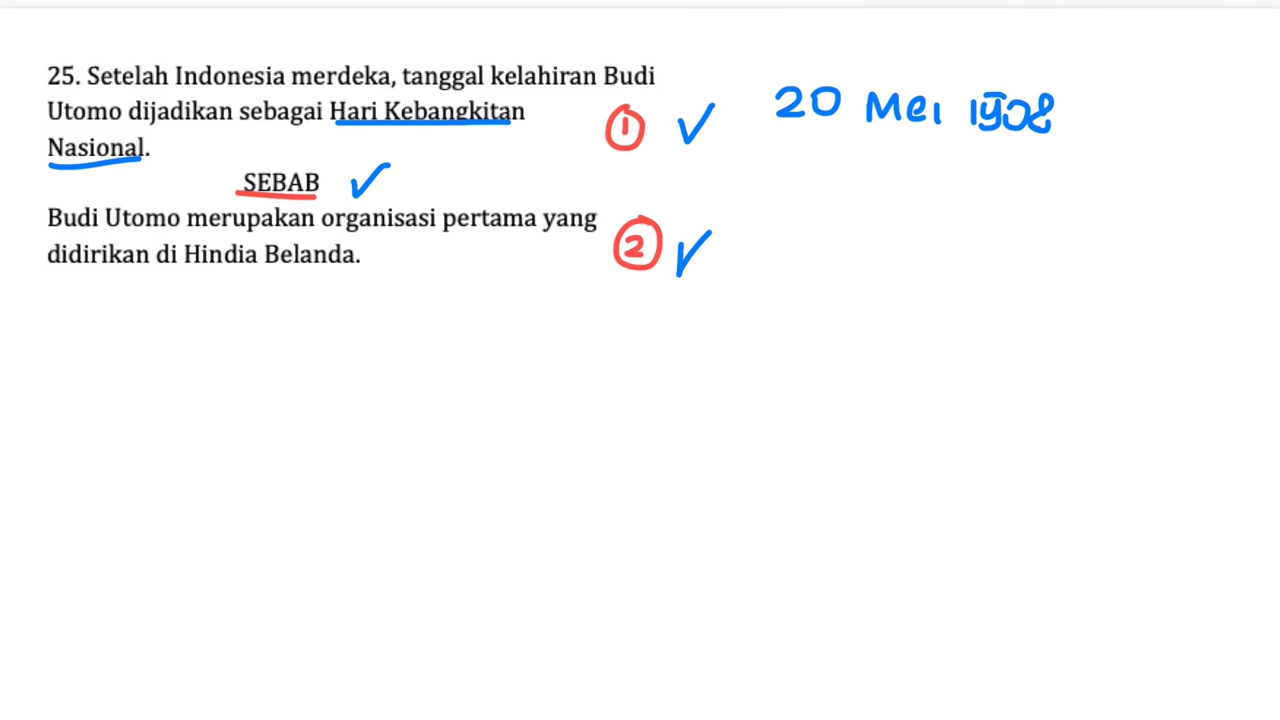 25. Setelah Indonesia merdeka, tanggal kelahiran Budi
Utomo dijadikan sebagai Hari Kebangkitan
Nasional.
1 ✓ 20 Mei 1908
SEBAB ✓
Budi Utomo merupakan organisasi pertama yang
didirikan di Hindia Belanda.
2 ✓